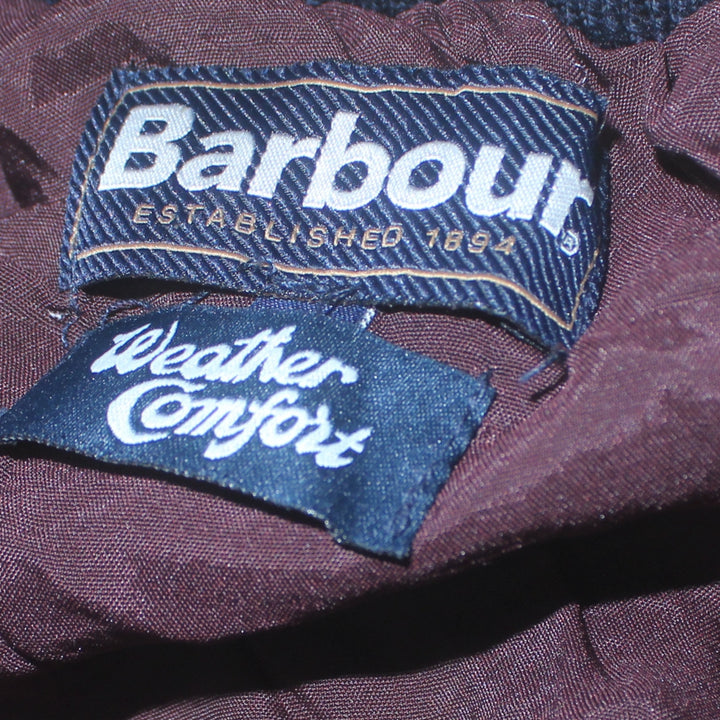 Barbour
ESTABLISHED 1894
®
Weather
Comfort